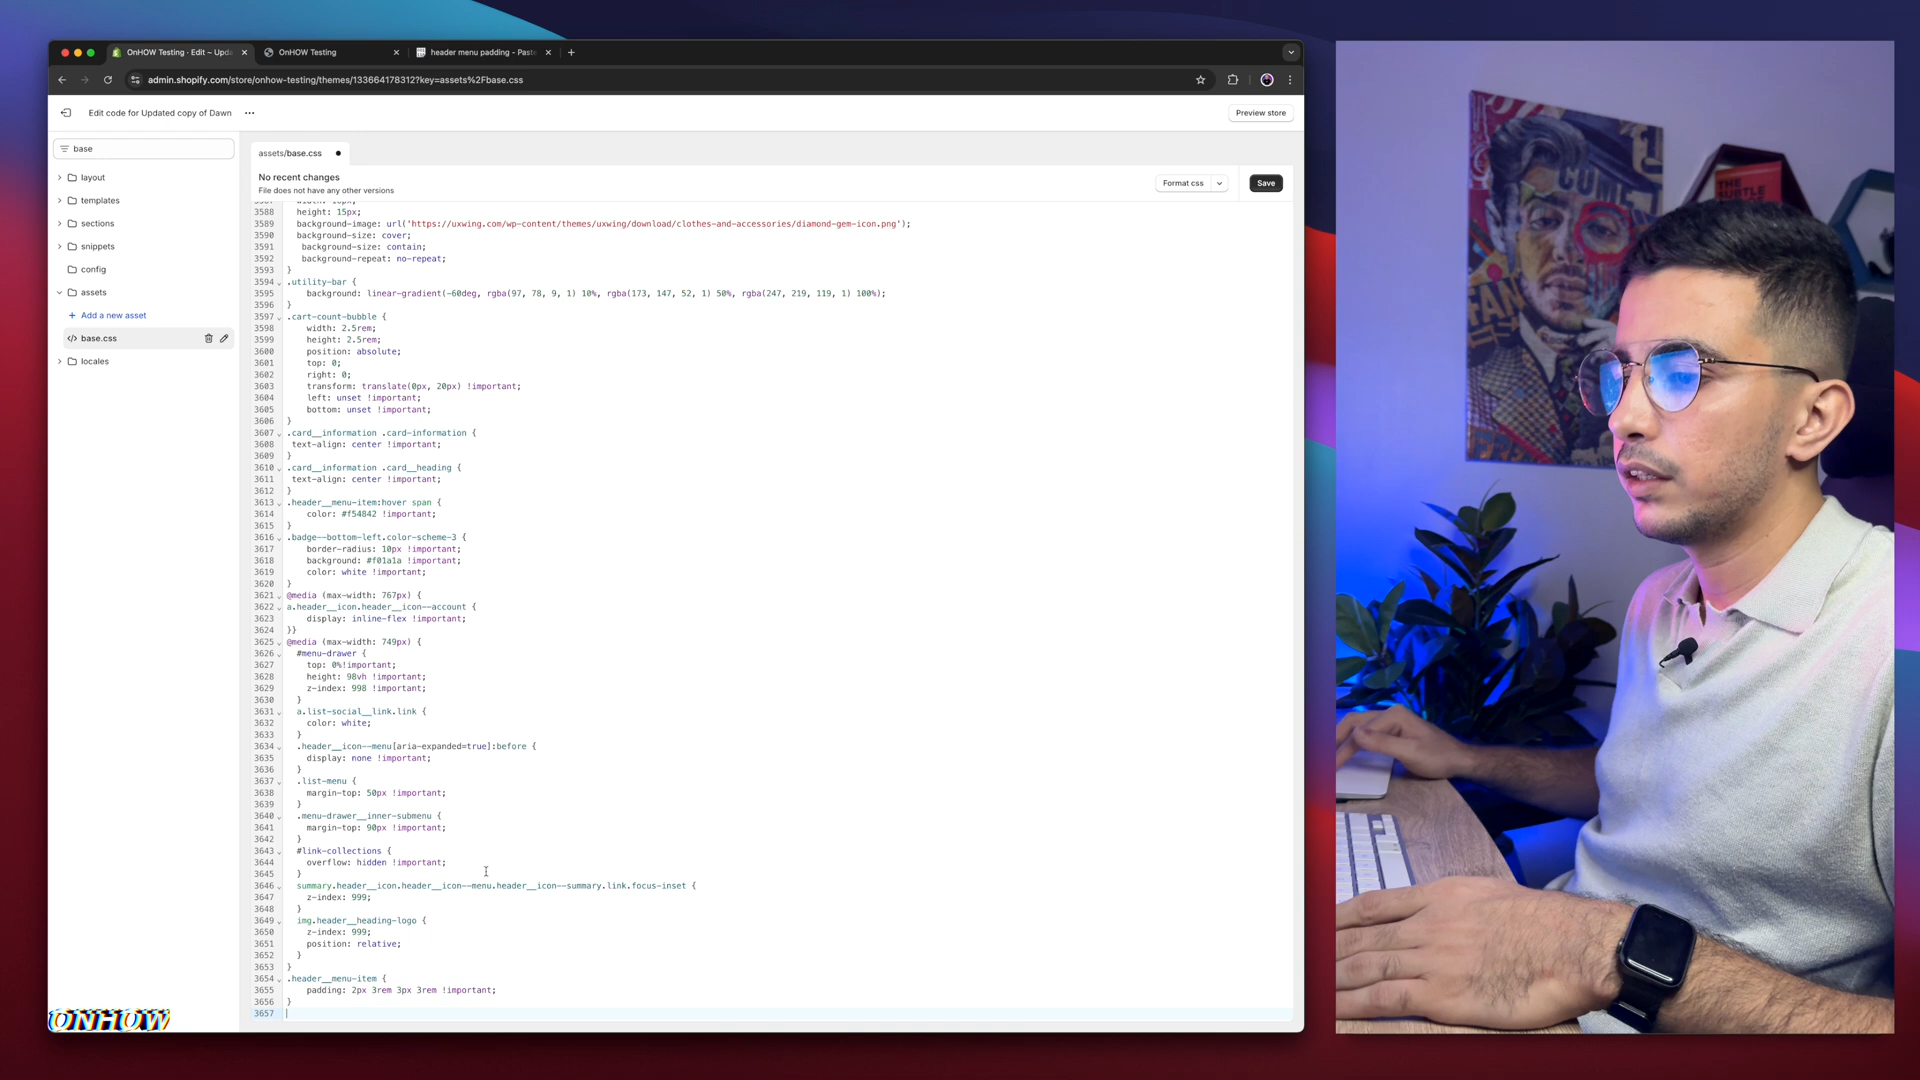 OnHOW Testing · Edit ~ Upda
OnHOW Testing
header menu padding - Paste
admin.shopify.com/store/onhow-testing/themes/133664178312?key=assets%2Fbase.css
Edit code for Updated copy of Dawn
Preview store
base
layout
templates
sections
snippets
config
assets
Add a new asset
base.css
locales
assets/base.css
No recent changes
File does not have any other versions
Format css
Save
3588 height: 15px;
3589 background-image: url('https://uxwing.com/wp-content/themes/uxwing/download/clothes-and-accessories/diamond-gem-icon.png');
3590 background-size: cover;
3591 background-size: contain;
3592 background-repeat: no-repeat;
3593 }
3594 .utility-bar {
3595 background: linear-gradient(-60deg, rgba(97, 78, 9, 1) 10%, rgba(173, 147, 52, 1) 50%, rgba(247, 219, 119, 1) 100%);
3596 }
3597 .cart-count-bubble {
3598 width: 2.5rem;
3599 height: 2.5rem;
3600 position: absolute;
3601 top: 0;
3602 right: 0;
3603 transform: translate(0px, 20px) !important;
3604 left: unset !important;
3605 bottom: unset !important;
3606 }
3607 .card__information .card-information {
3608 text-align: center !important;
3609 }
3610 .card__information .card__heading {
3611 text-align: center !important;
3612 }
3613 .header__menu-item:hover span {
3614 color: #f54842 !important;
3615 }
3616 .badge--bottom-left.color-scheme-3 {
3617 border-radius: 10px !important;
3618 background: #f01a1a !important;
3619 color: white !important;
3620 }
3621 @media (max-width: 767px) {
3622 a.header__icon.header__icon--account {
3623 display: inline-flex !important;
3624 }}
3625 @media (max-width: 749px) {
3626 #menu-drawer {
3627 top: 0%!important;
3628 height: 98vh !important;
3629 z-index: 998 !important;
3630 }
3631 a.list-social__link.link {
3632 color: white;
3633 }
3634 .header__icon--menu[aria-expanded=true]:before {
3635 display: none !important;
3636 }
3637 .list-menu {
3638 margin-top: 50px !important;
3639 }
3640 .menu-drawer__inner-submenu {
3641 margin-top: 90px !important;
3642 }
3643 #link-collections {
3644 overflow: hidden !important;
3645 }
3646 summary.header__icon.header__icon--menu.header__icon--summary.link.focus-inset {
3647 z-index: 999;
3648 }
3649 img.header__heading-logo {
3650 z-index: 999;
3651 position: relative;
3652 }
3653 }
3654 .header__menu-item {
3655 padding: 2px 3rem 3px 3rem !important;
3656 }
3657
ONHOW
THE
SUBTLE